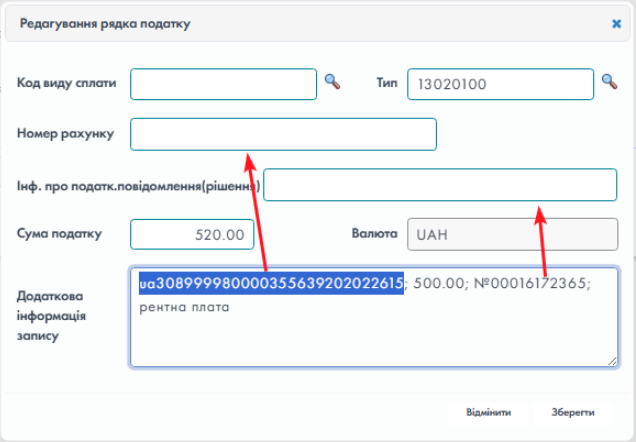 Редагування рядка податку
Код виду сплати
Тип 13020100
Номер рахунку
Інф. про податк.повідомлення(рішення)
Сума податку 520.00
Валюта UAH
Додаткова інформація запису
ua308999980000355639202022615; 500.00; №00016172365;
рентна плата
Відмінити Зберегти